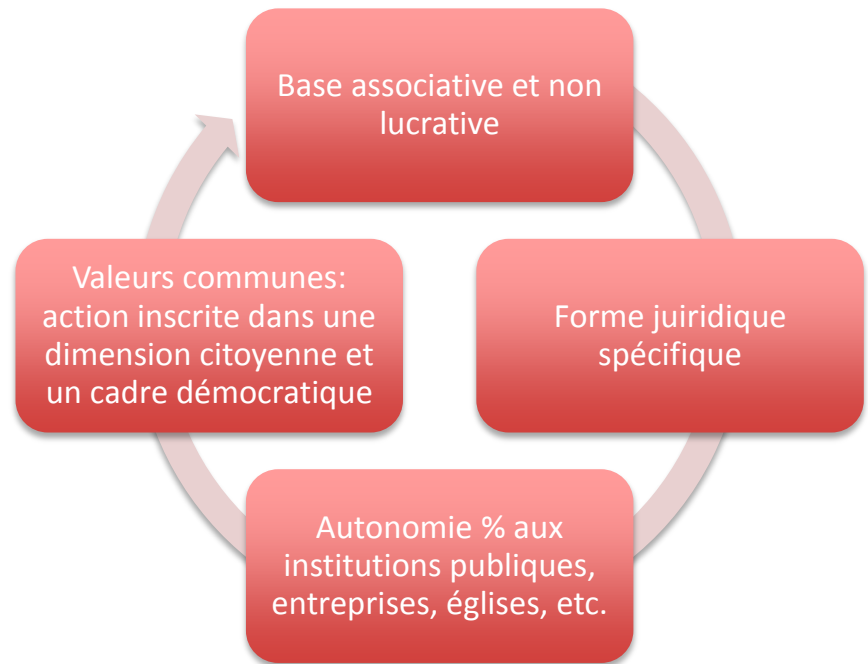 Base associative et non
lucrative
Forme juiridique
spécifique
Autonomie % aux
institutions publiques,
entreprises, églises, etc.
Valeurs communes:
action inscrite dans une
dimension citoyenne et
un cadre démocratique